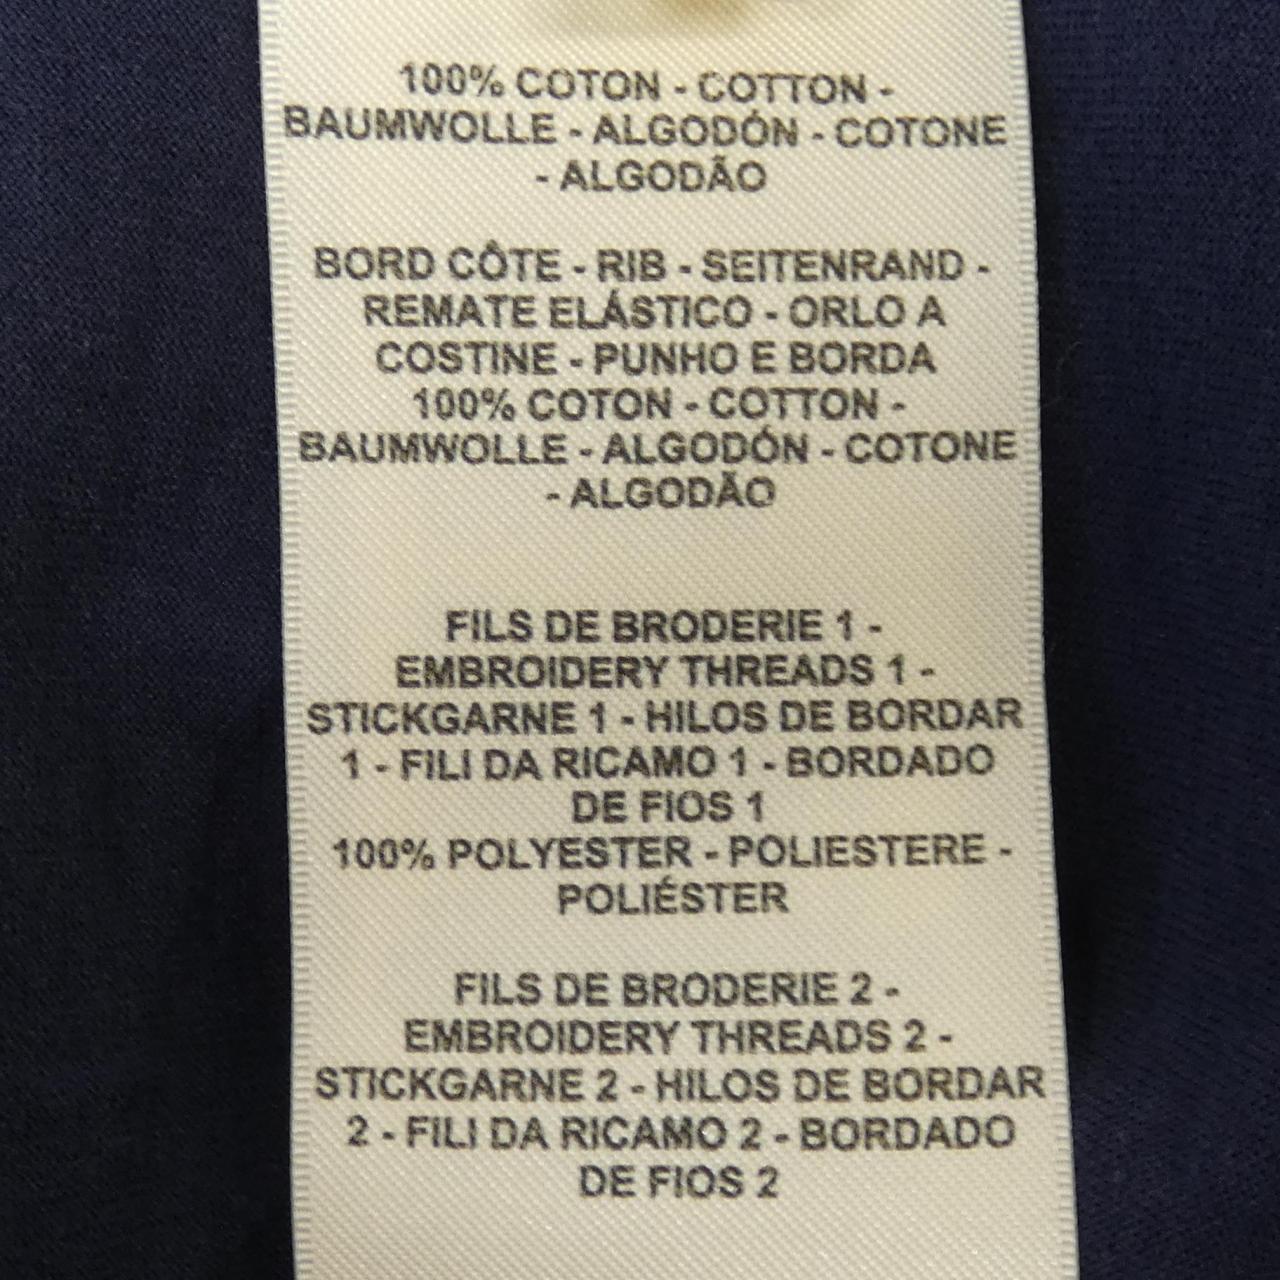 100% COTON - COTTON -
BAUMWOLLE - ALGODÓN - COTONE
- ALGODÃO
BORD CÔTE - RIB - SEITENRAND -
REMATE ELÁSTICO - ORLO A
COSTINE - PUNHO E BORDA
100% COTON - COTTON -
BAUMWOLLE - ALGODÓN - COTONE
- ALGODÃO
FILS DE BRODERIE 1 -
EMBROIDERY THREADS 1 -
STICKGARNE 1 - HILOS DE BORDAR
1 - FILI DA RICAMO 1 - BORDADO
DE FIOS 1
100% POLYESTER - POLIESTERE -
POLIÉSTER
FILS DE BRODERIE 2 -
EMBROIDERY THREADS 2 -
STICKGARNE 2 - HILOS DE BORDAR
2 - FILI DA RICAMO 2 - BORDADO
DE FIOS 2